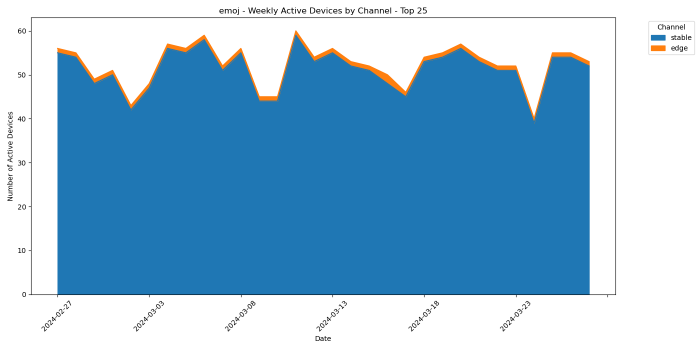 emoj - Weekly Active Devices by Channel - Top 25
Channel
stable
edge
Number of Active Devices
60
50
40
30
20
10
0
2024-02-27
2024-03-03
2024-03-08
2024-03-13
2024-03-18
2024-03-23
Date